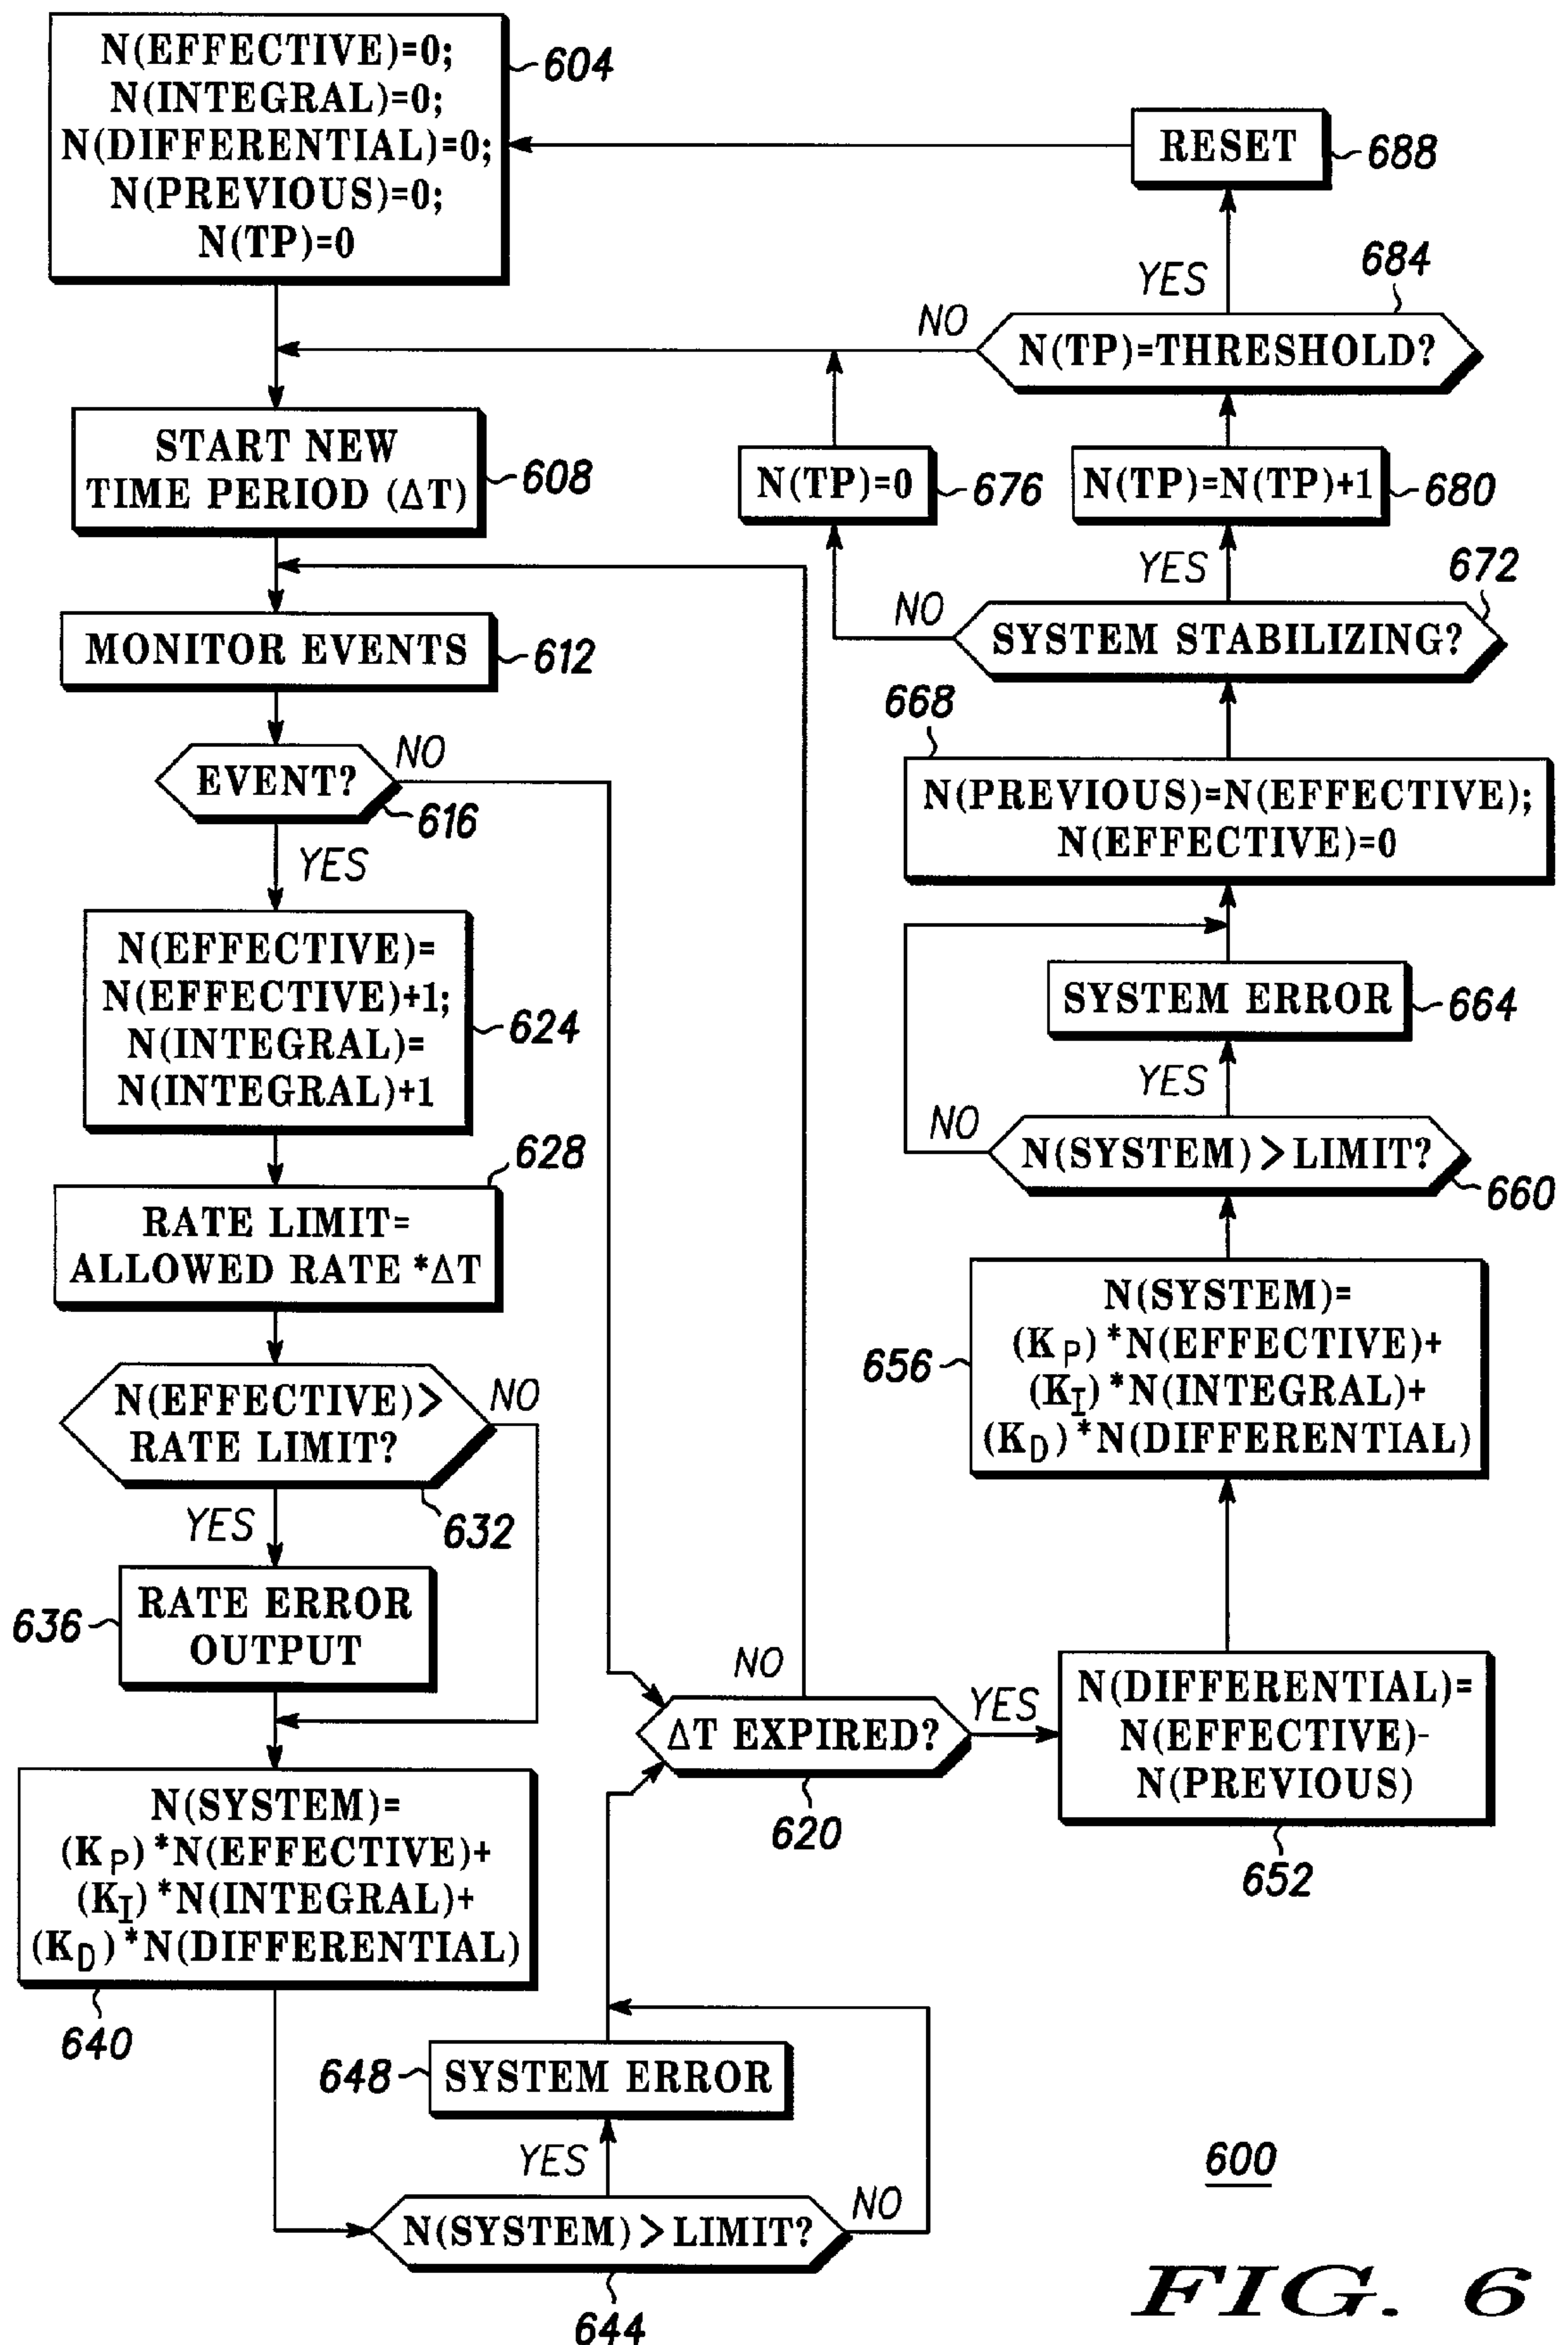 N(EFFECTIVE)=0;
N(INTEGRAL)=0;
N(DIFFERENTIAL)=0;
N(PREVIOUS)=0;
N(TP)=0
604
START NEW
TIME PERIOD (ΔT)
608
MONITOR EVENTS
612
EVENT?
616
NO
YES
N(EFFECTIVE)=
N(EFFECTIVE)+1;
N(INTEGRAL)=
N(INTEGRAL)+1
624
628
RATE LIMIT=
ALLOWED RATE *ΔT
N(EFFECTIVE)>
RATE LIMIT?
NO
632
YES
RATE ERROR
OUTPUT
636
N(SYSTEM)=
(KP)*N(EFFECTIVE)+
(KI)*N(INTEGRAL)+
(KD)*N(DIFFERENTIAL)
640
N(SYSTEM)>LIMIT?
644
NO
YES
SYSTEM ERROR
648
ΔT EXPIRED?
620
NO
YES
N(DIFFERENTIAL)=
N(EFFECTIVE)-
N(PREVIOUS)
652
N(SYSTEM)=
(KP)*N(EFFECTIVE)+
(KI)*N(INTEGRAL)+
(KD)*N(DIFFERENTIAL)
656
N(SYSTEM)>LIMIT?
660
NO
YES
SYSTEM ERROR
664
N(PREVIOUS)=N(EFFECTIVE);
N(EFFECTIVE)=0
668
SYSTEM STABILIZING?
672
NO
YES
N(TP)=0
676
N(TP)=N(TP)+1
680
N(TP)=THRESHOLD?
684
NO
YES
RESET
688
600
FIG. 6